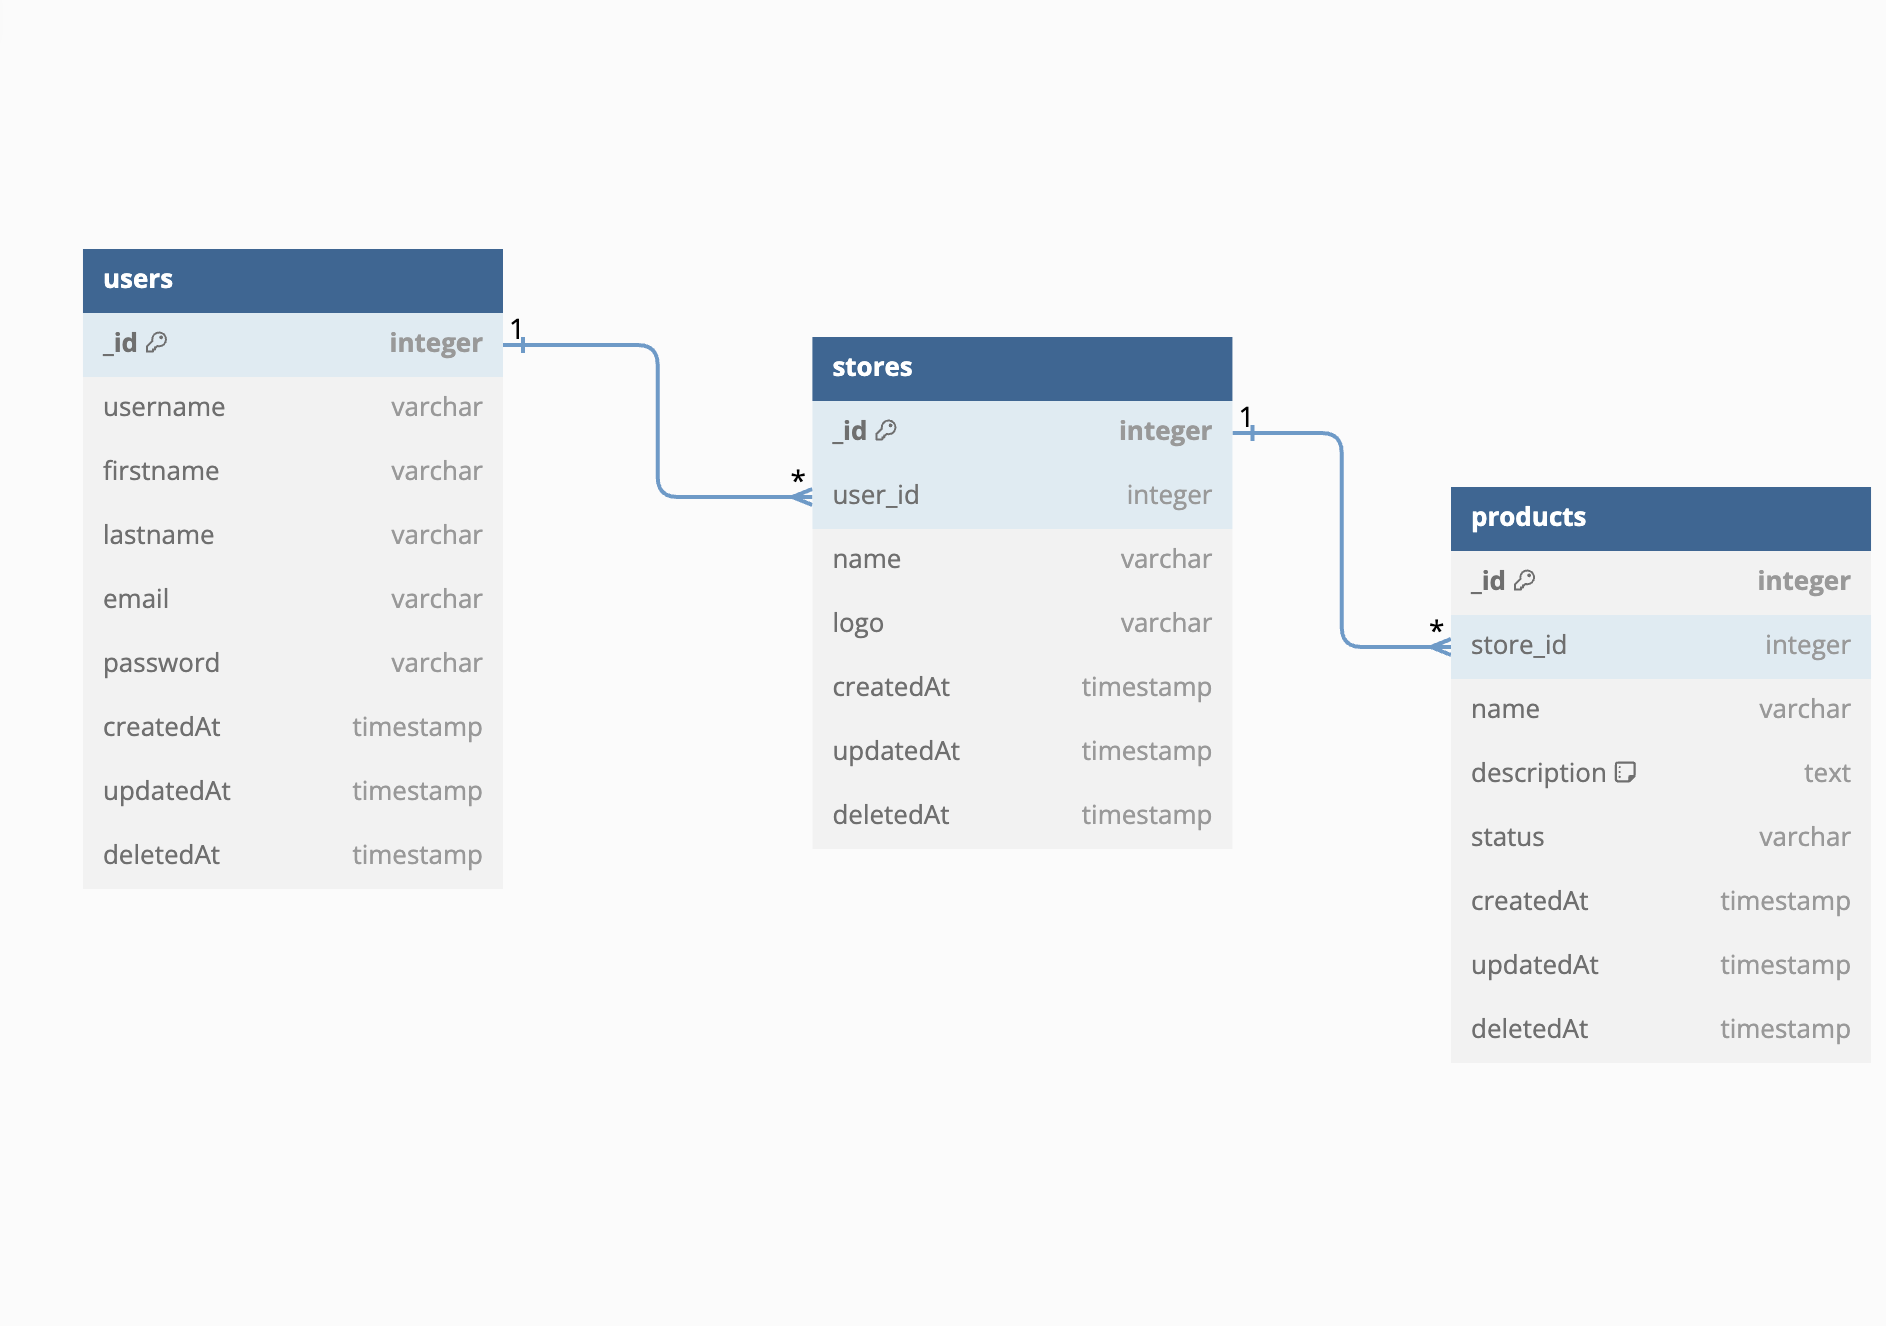 users
_id integer
username varchar
firstname varchar
lastname varchar
email varchar
password varchar
createdAt timestamp
updatedAt timestamp
deletedAt timestamp
1
*
stores
_id integer
user_id integer
name varchar
logo varchar
createdAt timestamp
updatedAt timestamp
deletedAt timestamp
1
*
products
_id integer
store_id integer
name varchar
description text
status varchar
createdAt timestamp
updatedAt timestamp
deletedAt timestamp